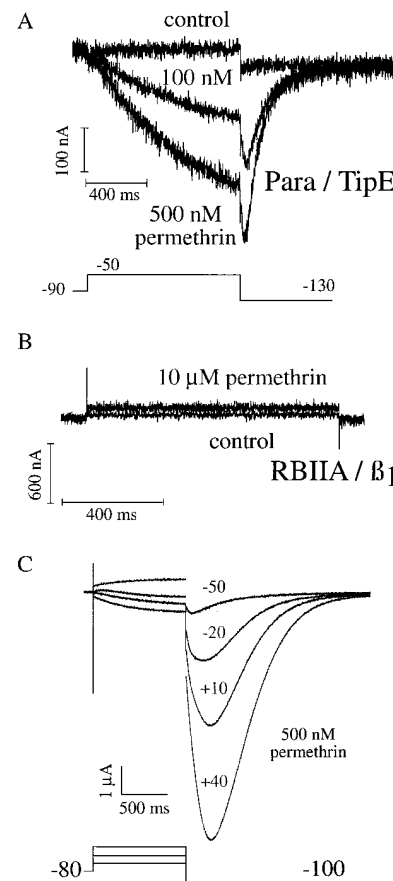 A
control
100 nM
100 nA
400 ms
Para / TipE
500 nM
permethrin
-50
-90
-130
B
10 µM permethrin
control
600 nA
RBIIA / ß1
400 ms
C
-50
-20
+10
500 nM
permethrin
+40
1 µA
500 ms
-80
-100